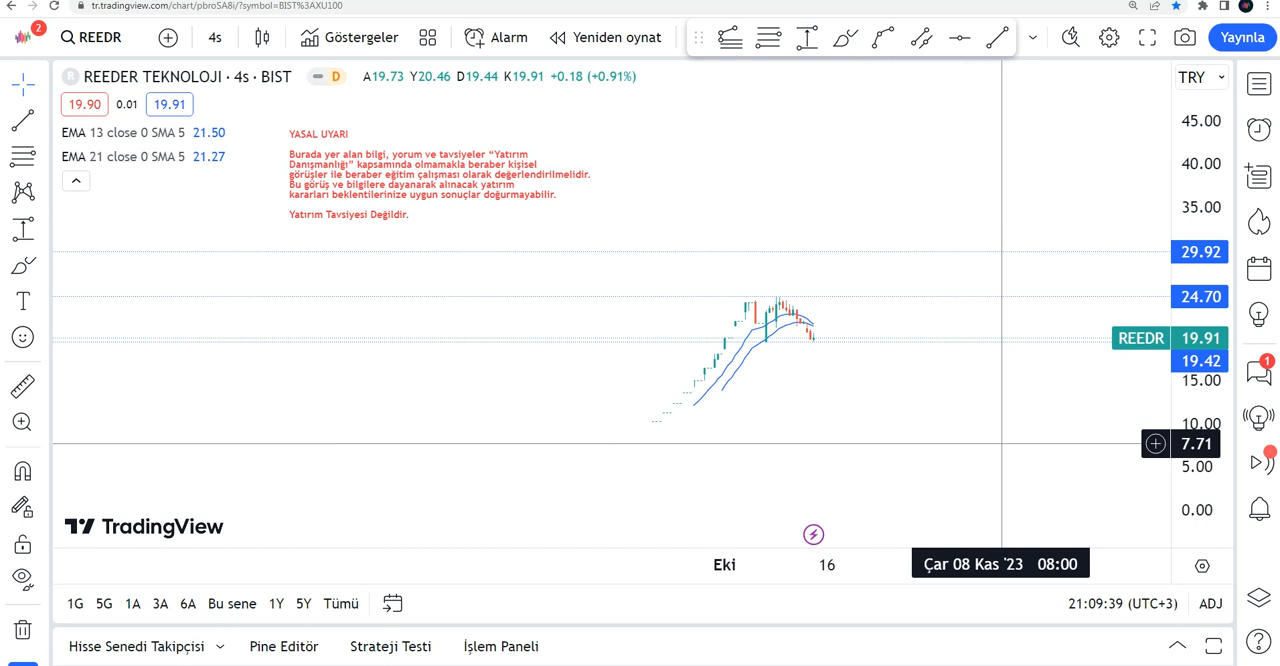 tr.tradingview.com/chart/pbroSA8i/?symbol=BIST%3AXU100
2
REEDR
4s
Göstergeler
Alarm
Yeniden oynat
Yayınla
R REEDER TEKNOLOJI · 4s · BIST
D
A19.73 Y20.46 D19.44 K19.91 +0.18 (+0.91%)
TRY
19.90
0.01
19.91
EMA 13 close 0 SMA 5 21.50
EMA 21 close 0 SMA 5 21.27
YASAL UYARI
Burada yer alan bilgi, yorum ve tavsiyeler “Yatırım
Danışmanlığı” kapsamında olmamakla beraber kişisel
görüşler ile beraber eğitim çalışması olarak değerlendirilmelidir.
Bu görüş ve bilgilere dayanarak alınacak yatırım
kararları beklentilerinize uygun sonuçlar doğurmayabilir.
Yatırım Tavsiyesi Değildir.
45.00
40.00
35.00
29.92
24.70
REEDR 19.91
19.42
15.00
1
10.00
7.71
5.00
0.00
TradingView
Eki
16
Çar 08 Kas '23 08:00
1G
5G
1A
3A
6A
Bu sene
1Y
5Y
Tümü
21:09:39 (UTC+3)
ADJ
Hisse Senedi Takipçisi
Pine Editör
Strateji Testi
İşlem Paneli